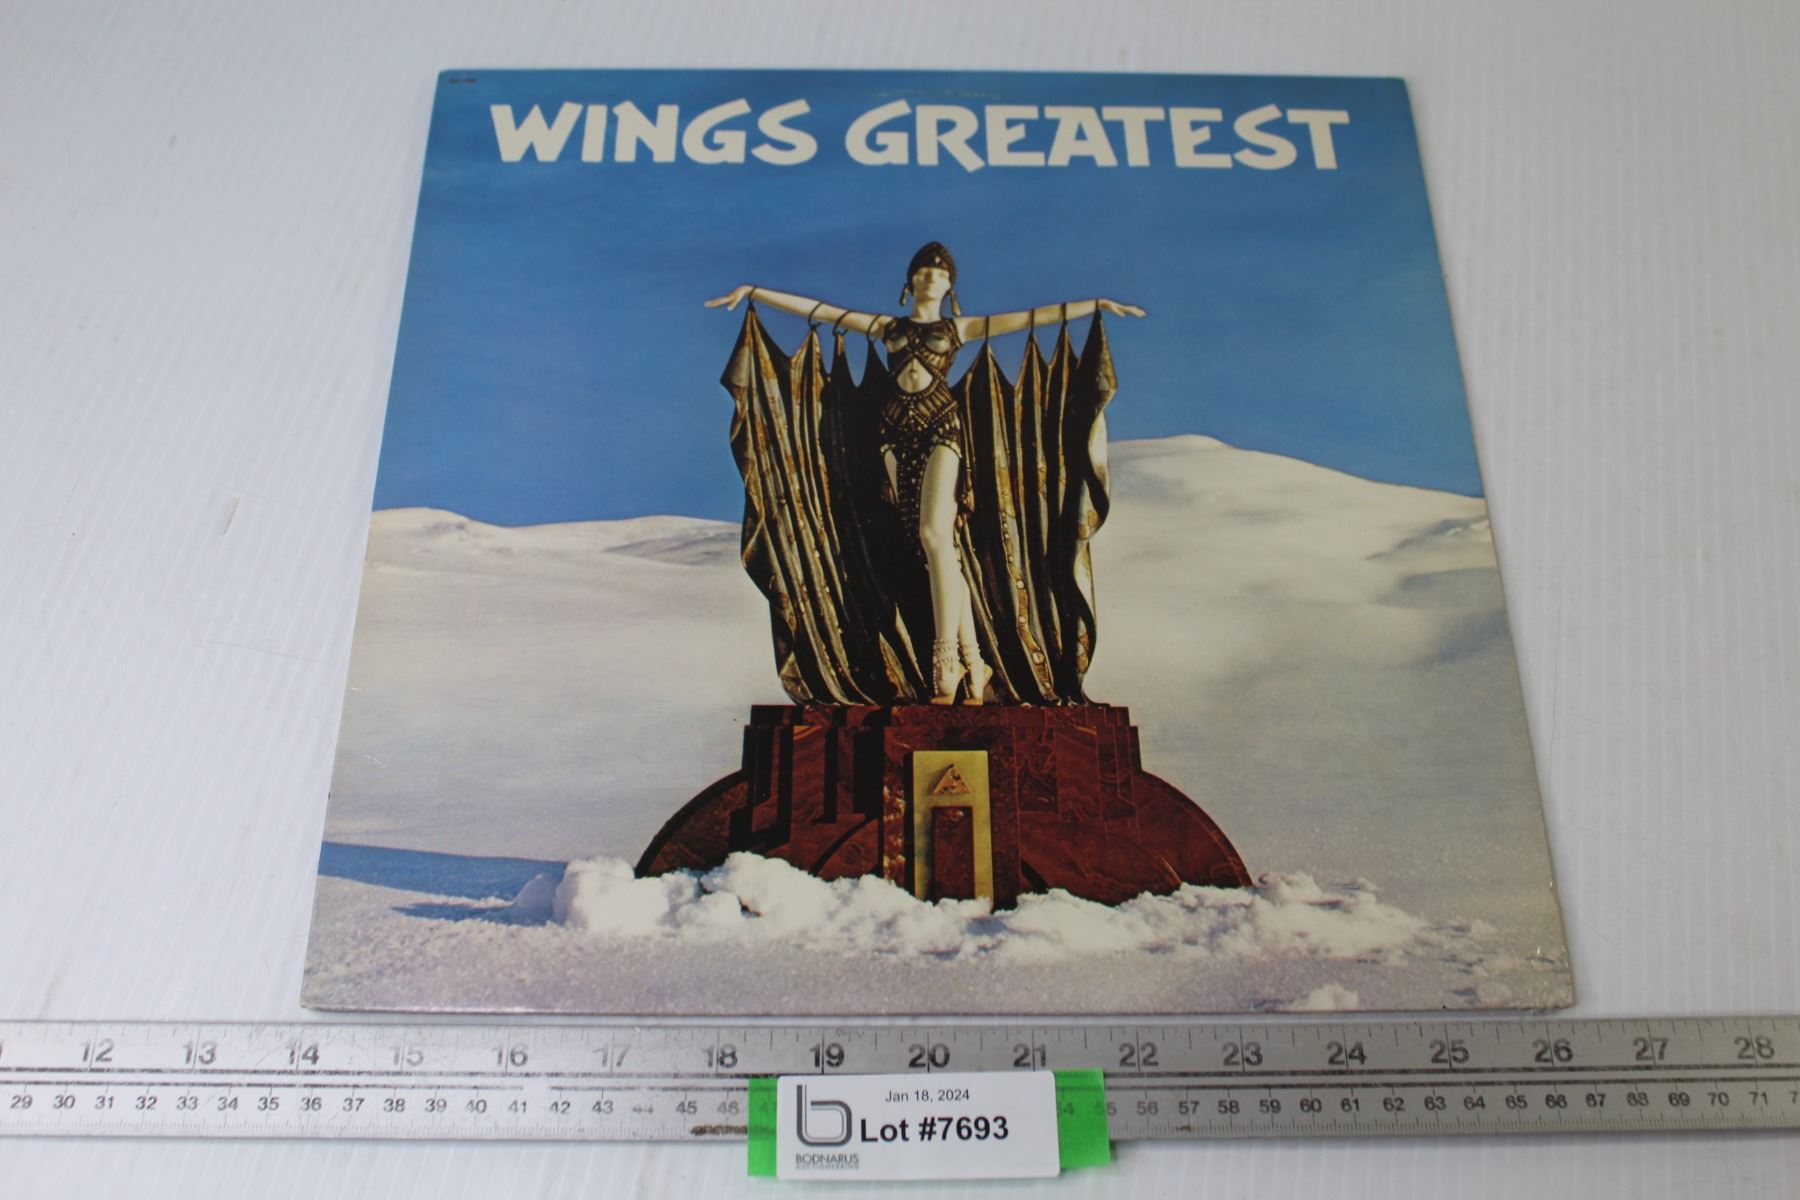 WINGS GREATEST
12 13 14 15 16 17 18 19 20 21 22 23 24 25 26 27 28
29 30 31 32 33 34 35 36 37 38 39 40 41 42 43 44 45 46 55 56 57 58 59 60 61 62 63 64 65 66 67 68 69 70 71
Jan 18, 2024
Lot #7693
BODNARUS
AUCTIONEERING